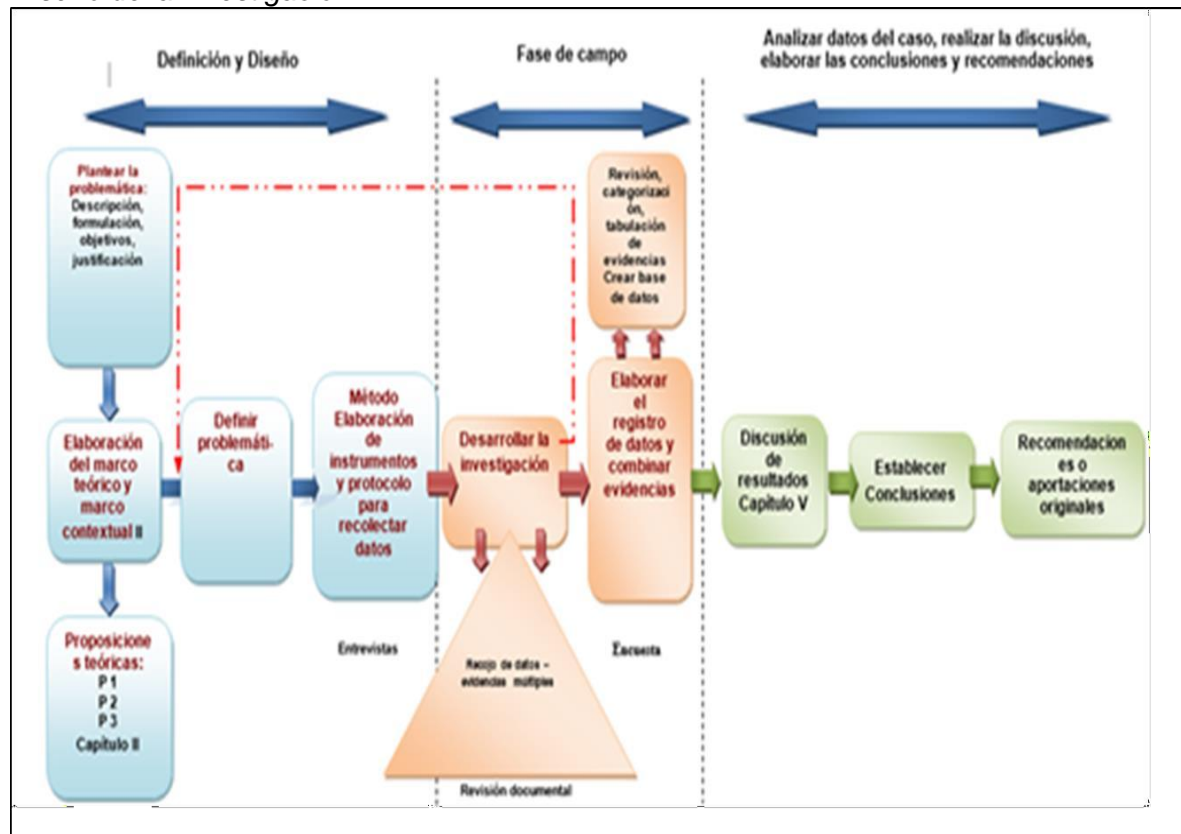 Definición y Diseño
Fase de campo
Analizar datos del caso, realizar la discusión,
elaborar las conclusiones y recomendaciones
Plantear la
problemática:
Descripción,
formulación,
objetivos,
justificación
Elaboración
del marco
teórico y
marco
contextual II
Proposicione
s teóricas:
P 1
P 2
P 3
Capítulo II
Definir
problemáti-
ca
Método
Elaboración
de
instrumentos
y protocolo
para
recolectar
datos
Entrevistas
Desarrollar la
investigación
Recojo de datos –
evidencias múltiples
Revisión documental
Revisión,
categorizaci
ón,
tabulación
de
evidencias
Crear base
de datos
Elaborar
el
registro
de datos y
combinar
evidencias
Encuesta
Discusión
de
resultados
Capítulo V
Establecer
Conclusiones
Recomendacion
es o
aportaciones
originales